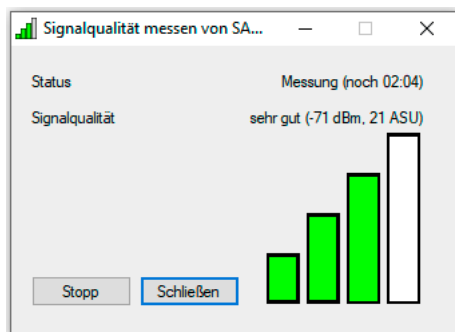 Signalqualität messen von SA...
Status Messung (noch 02:04)
Signalqualität sehr gut (-71 dBm, 21 ASU)
Stopp Schließen